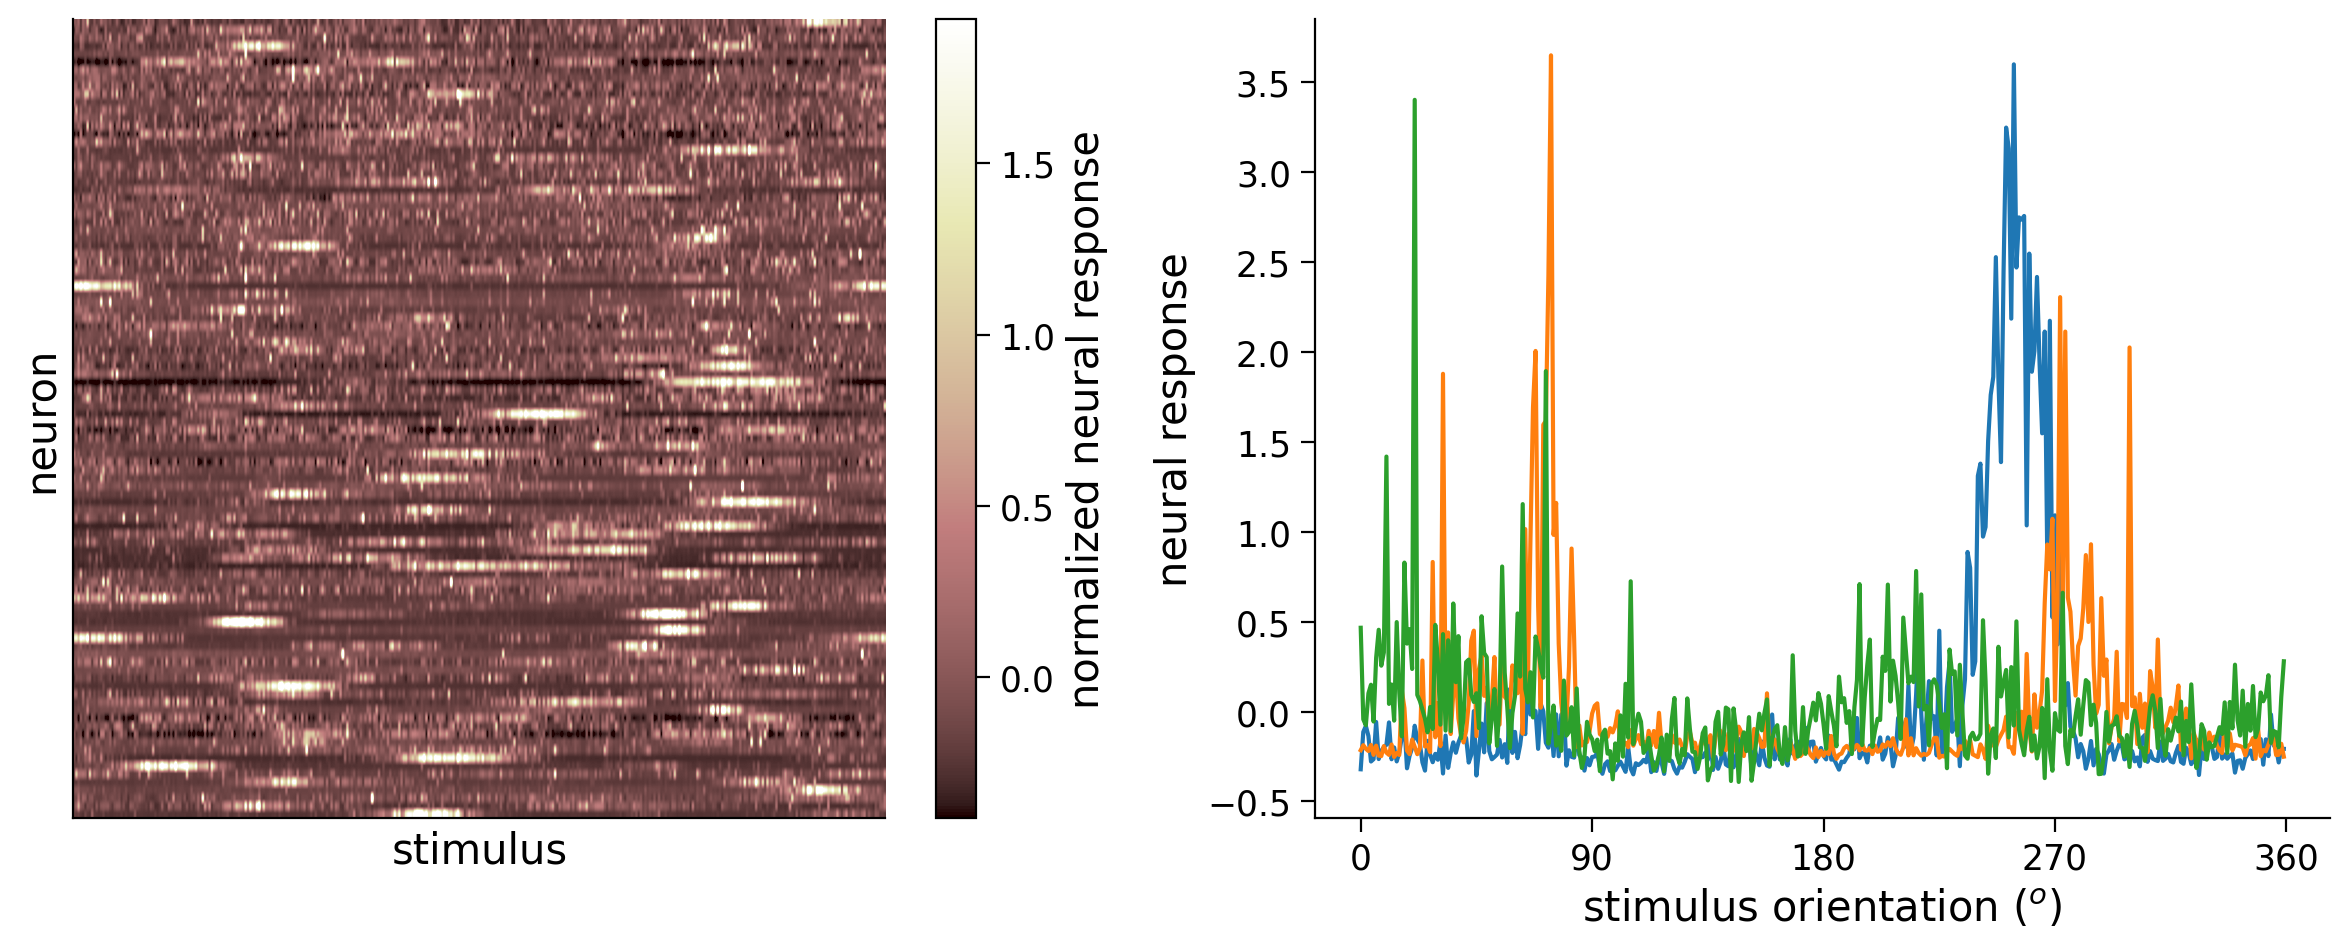 neuron
stimulus
1.5
1.0
0.5
0.0
normalized neural response
neural response
3.5
3.0
2.5
2.0
1.5
1.0
0.5
0.0
−0.5
0 90 180 270 360
stimulus orientation (o)